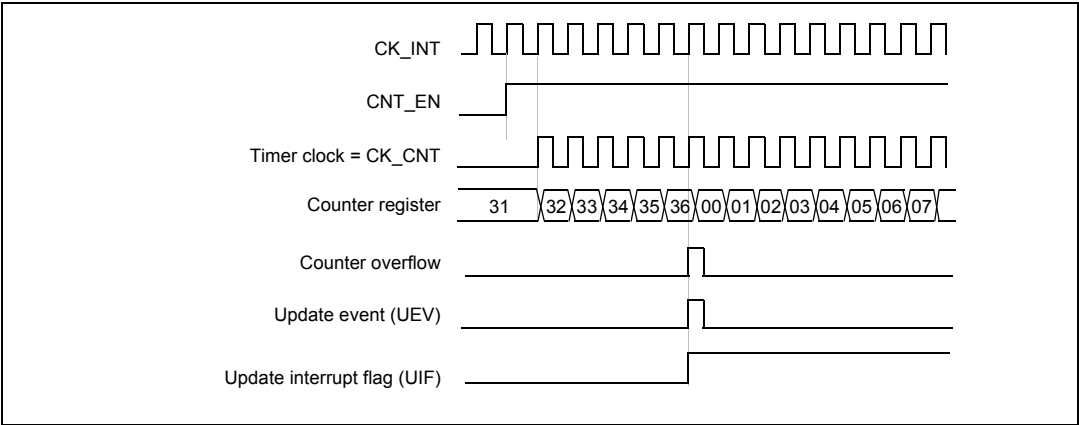 CK_INT
CNT_EN
Timer clock = CK_CNT
Counter register 31 32 33 34 35 36 00 01 02 03 04 05 06 07
Counter overflow
Update event (UEV)
Update interrupt flag (UIF)